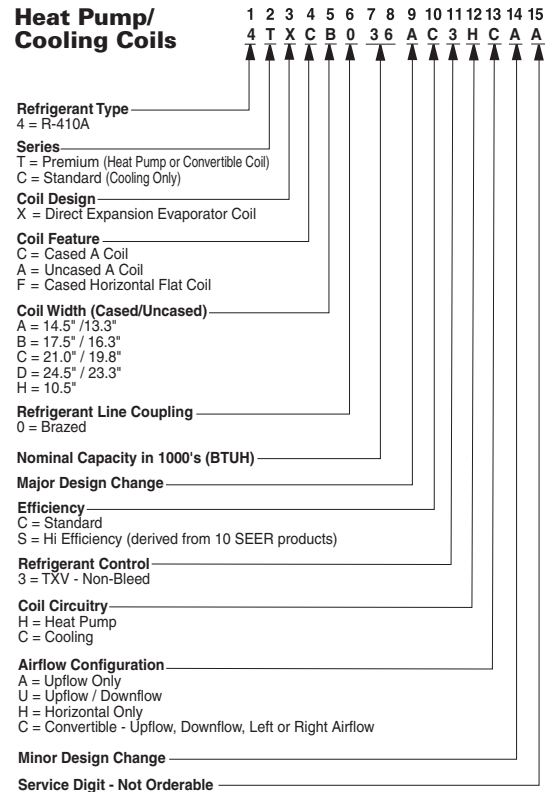 Heat Pump/
Cooling Coils
1 2 3 4 5 6 7 8 9 10 11 12 13 14 15
4 T X C B 0 3 6 A C 3 H C A A
Refrigerant Type
4 = R-410A
Series
T = Premium (Heat Pump or Convertible Coil)
C = Standard (Cooling Only)
Coil Design
X = Direct Expansion Evaporator Coil
Coil Feature
C = Cased A Coil
A = Uncased A Coil
F = Cased Horizontal Flat Coil
Coil Width (Cased/Uncased)
A = 14.5" /13.3"
B = 17.5" / 16.3"
C = 21.0" / 19.8"
D = 24.5" / 23.3"
H = 10.5"
Refrigerant Line Coupling
0 = Brazed
Nominal Capacity in 1000's (BTUH)
Major Design Change
Efficiency
C = Standard
S = Hi Efficiency (derived from 10 SEER products)
Refrigerant Control
3 = TXV - Non-Bleed
Coil Circuitry
H = Heat Pump
C = Cooling
Airflow Configuration
A = Upflow Only
U = Upflow / Downflow
H = Horizontal Only
C = Convertible - Upflow, Downflow, Left or Right Airflow
Minor Design Change
Service Digit - Not Orderable